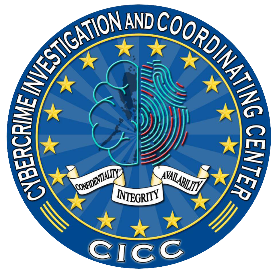 CYBERCRIME INVESTIGATION AND COORDINATING CENTER
CONFIDENTIALITY
INTEGRITY
AVAILABILITY
CICC